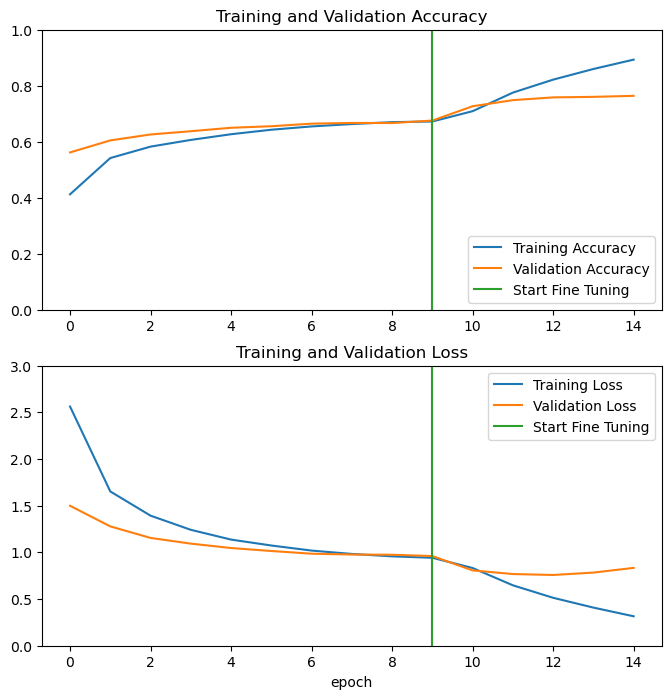 Training and Validation Accuracy
1.0
0.8
0.6
0.4
0.2
0.0
Training Accuracy
Validation Accuracy
Start Fine Tuning
0 2 4 6 8 10 12 14
Training and Validation Loss
3.0
2.5
2.0
1.5
1.0
0.5
0.0
Training Loss
Validation Loss
Start Fine Tuning
0 2 4 6 8 10 12 14
epoch